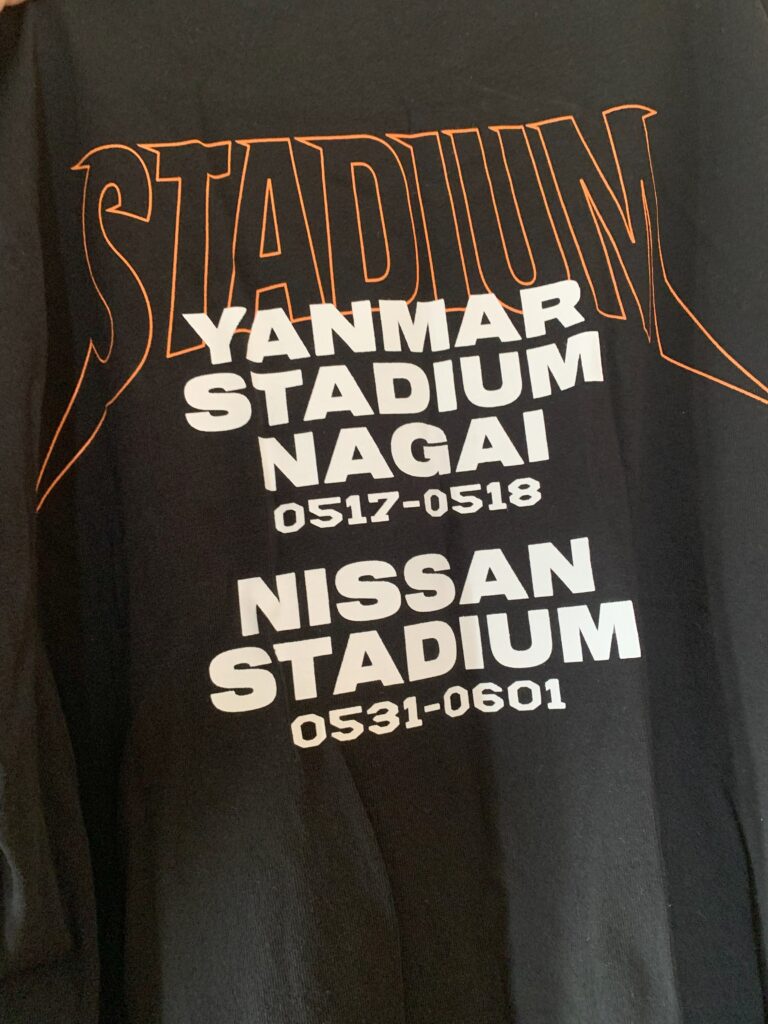 STADIUM
YANMAR
STADIUM
NAGAI
0517-0518
NISSAN
STADIUM
0531-0601